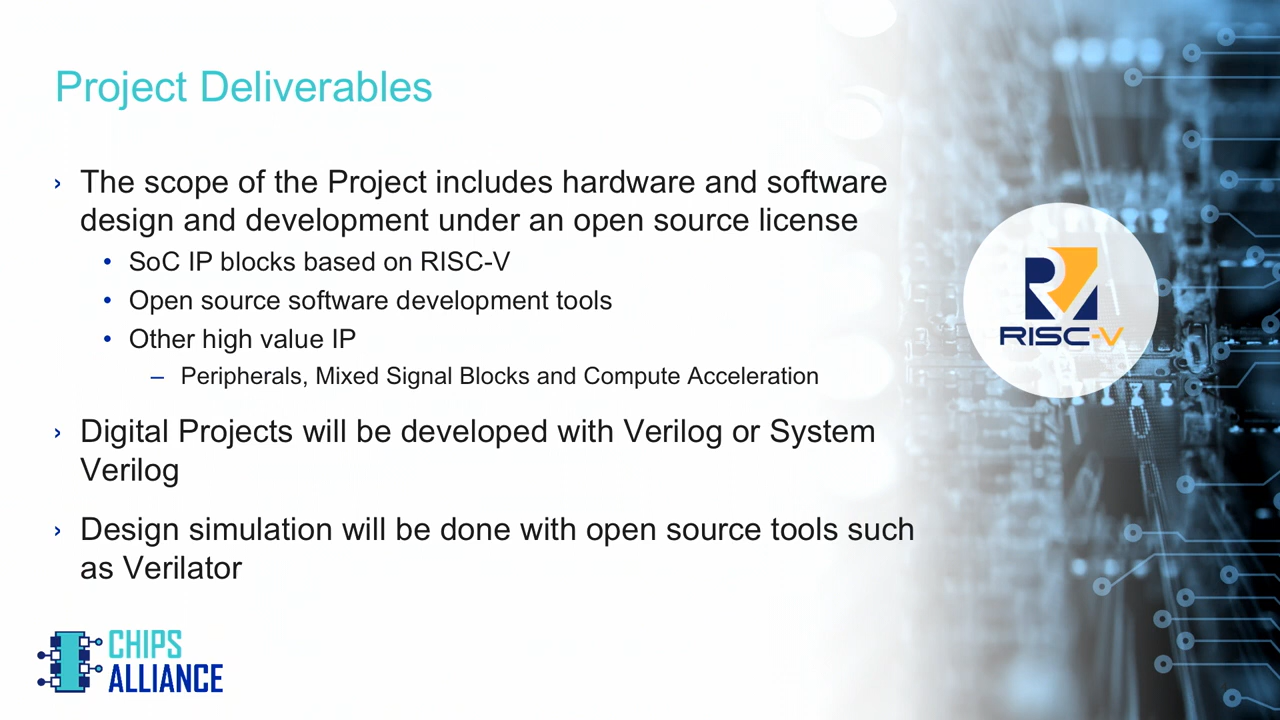 Project Deliverables
› The scope of the Project includes hardware and software
design and development under an open source license
• SoC IP blocks based on RISC-V
• Open source software development tools
• Other high value IP
– Peripherals, Mixed Signal Blocks and Compute Acceleration
› Digital Projects will be developed with Verilog or System
Verilog
› Design simulation will be done with open source tools such
as Verilator
RISC-V
CHIPS
ALLIANCE